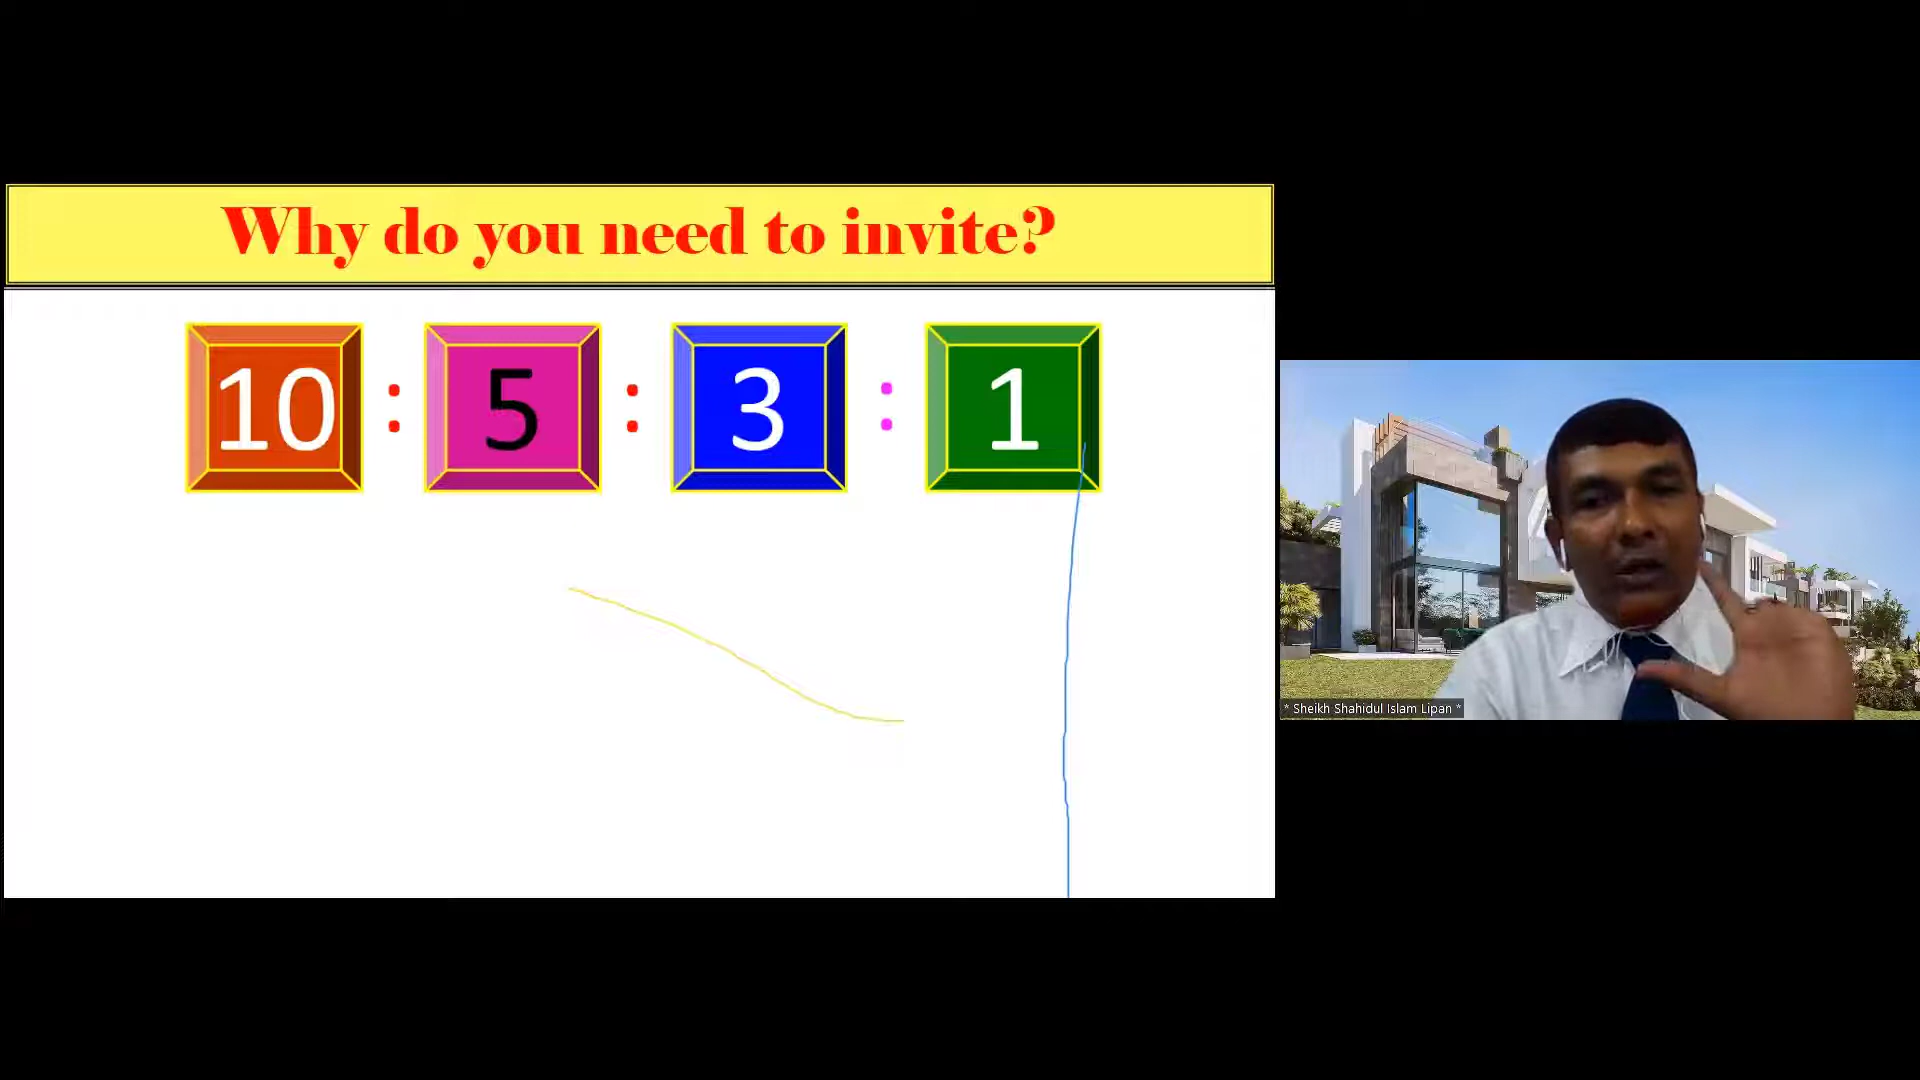 Why do you need to invite?
10 : 5 : 3 : 1
* Sheikh Shahidul Islam Lipan *